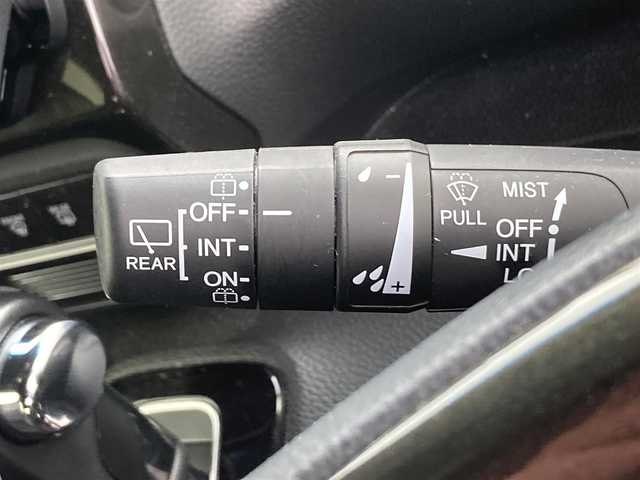 REAR
OFF
INT
ON
- 
+
PULL
MIST
OFF
INT